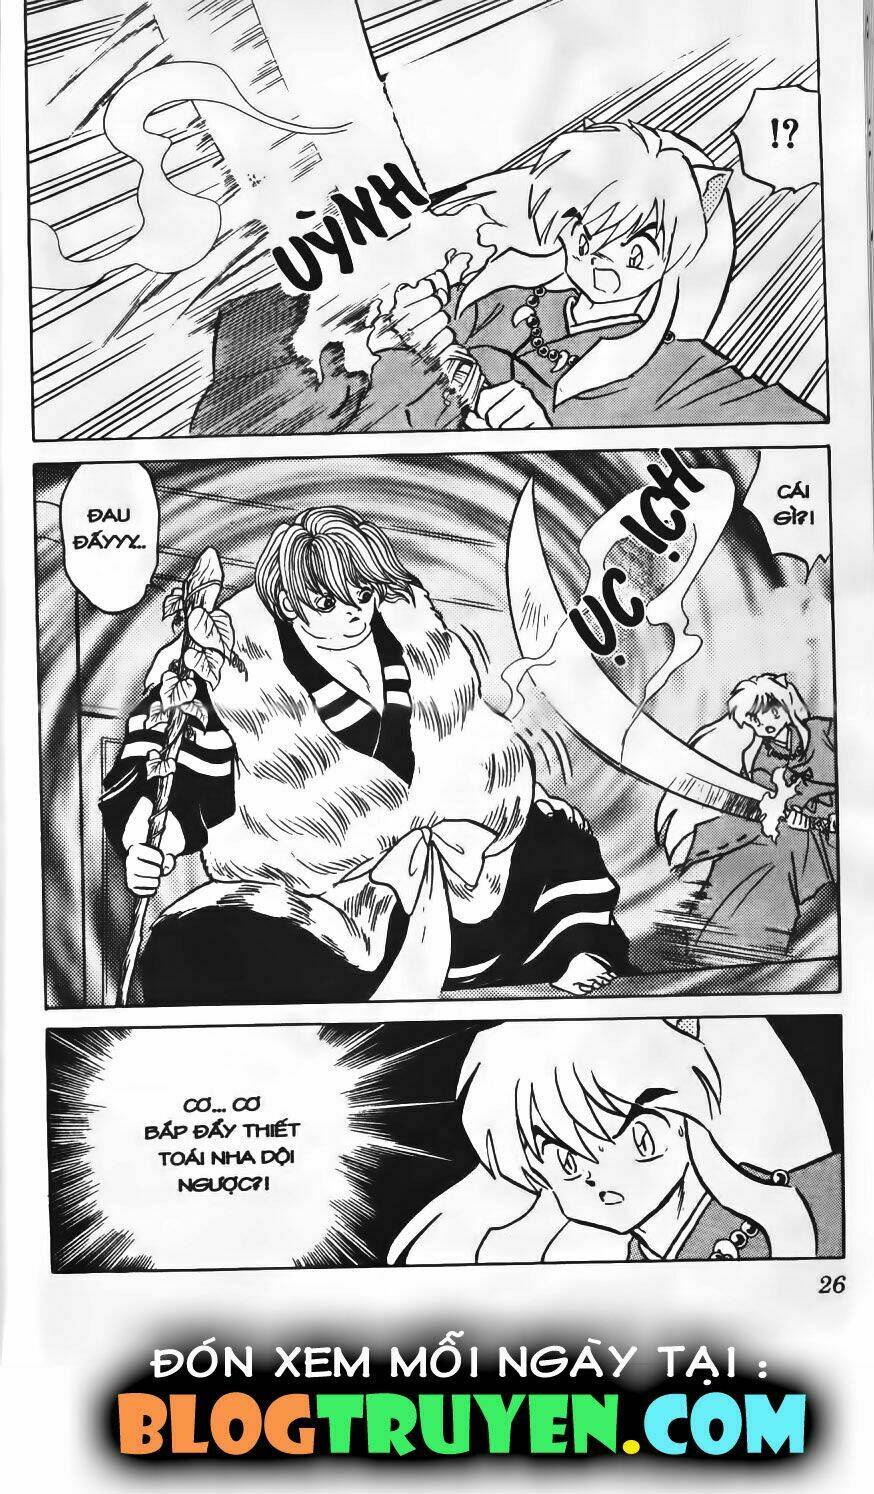 !?
UỲNH
CÁI
GÌ?!
ỤC ỊCH
ĐAU
ĐẤYYY...
CƠ... CƠ
BẮP ĐẨY THIẾT
TOÁI NHA DỘI
NGƯỢC?!
26
ĐÓN XEM MỖI NGÀY TẠI :
BLOGTRUYEN.COM